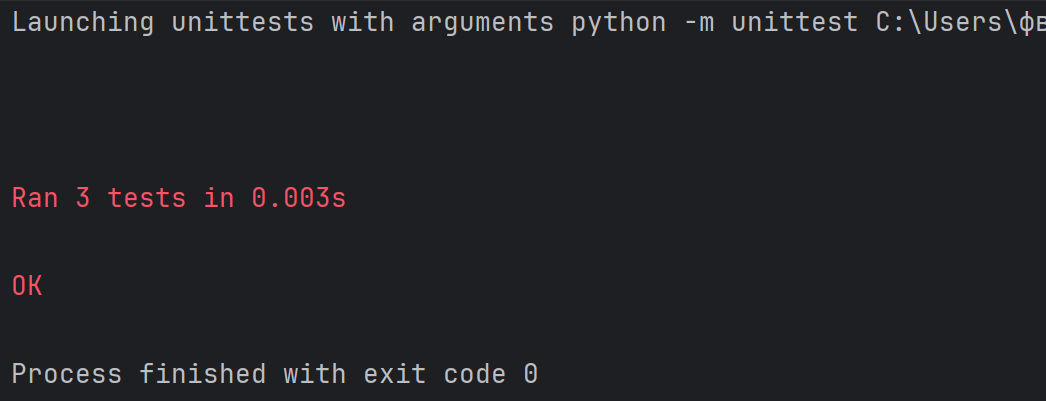 Launching unittests with arguments python -m unittest C:\Users\фв
Ran 3 tests in 0.003s
OK
Process finished with exit code 0